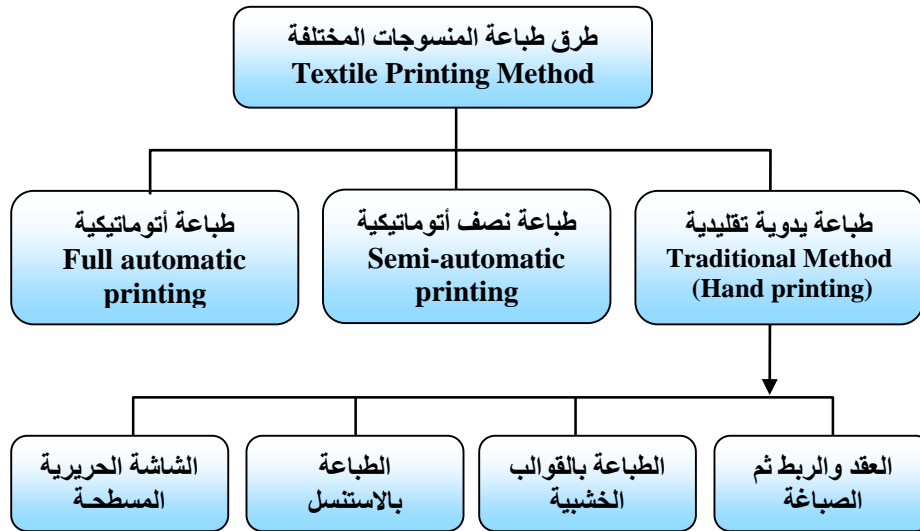 طرق طباعة المنسوجات المختلفة
Textile Printing Method
طباعة يدوية تقليدية
Traditional Method
(Hand printing)
طباعة نصف أتوماتيكية
Semi-automatic
printing
طباعة أتوماتيكية
Full automatic
printing
العقد والربط ثم
الصباغة
الطباعة بالقوالب
الخشبية
الطباعة
بالاستنسل
الشاشة الحريرية
المسطحـة